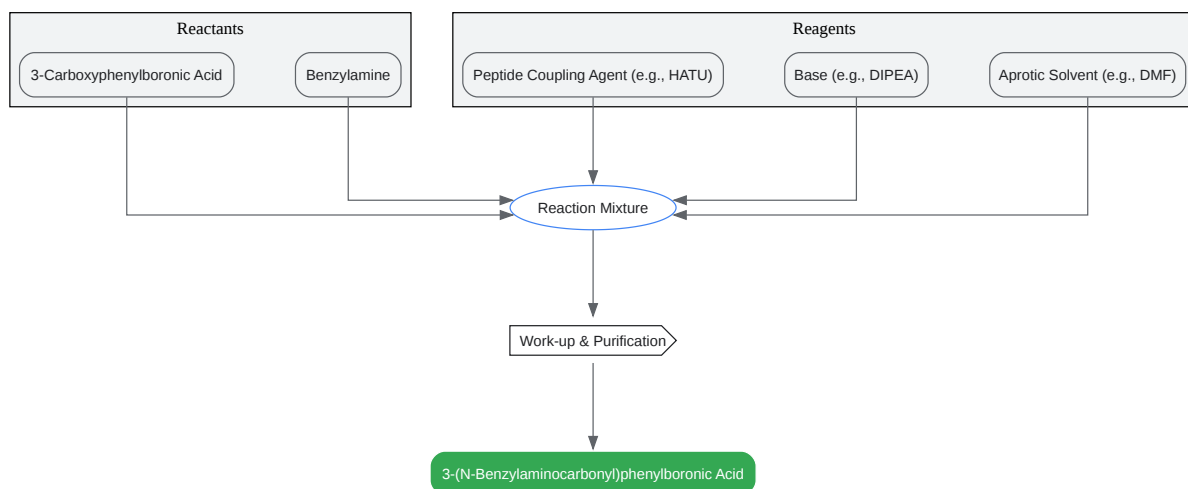 Reactants
Reagents
3-Carboxyphenylboronic Acid
Benzylamine
Peptide Coupling Agent (e.g., HATU)
Base (e.g., DIPEA)
Aprotic Solvent (e.g., DMF)
Reaction Mixture
Work-up & Purification
3-(N-Benzylaminocarbonyl)phenylboronic Acid